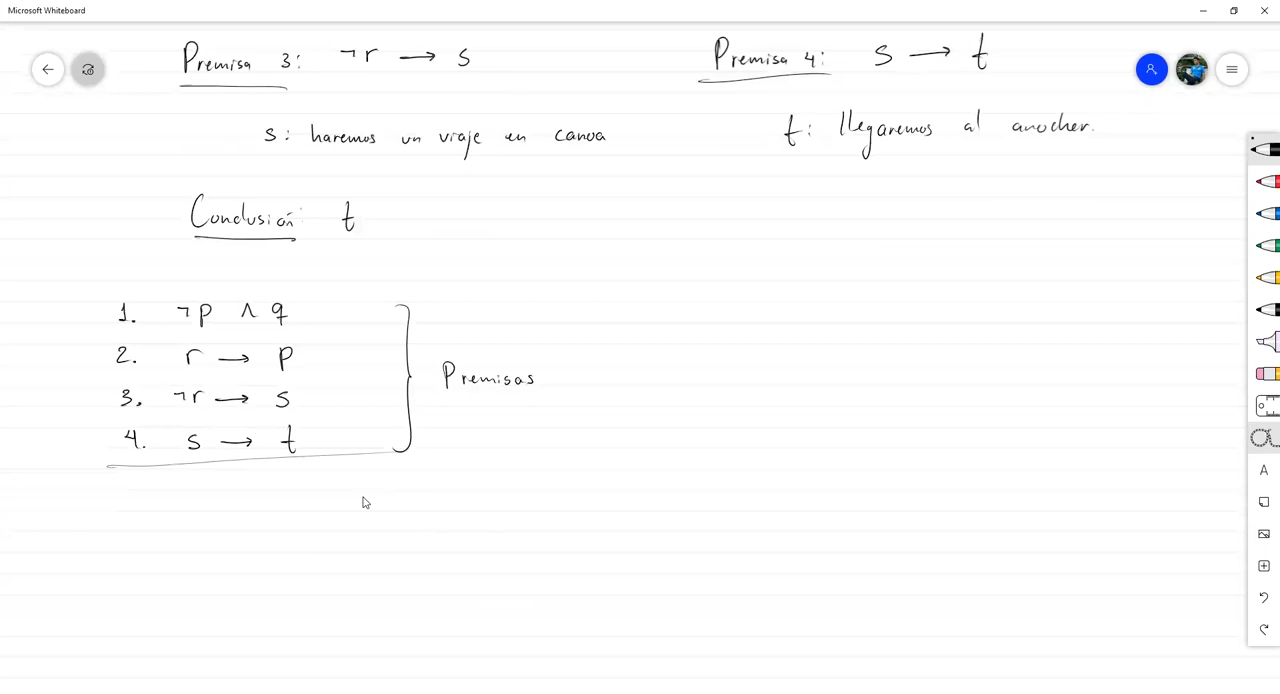 Microsoft Whiteboard
Premisa 3: ¬r → s
Premisa 4: s → t
s: haremos un viaje en canoa
t: llegaremos al anocher.
Conclusión: t
1. ¬p ∧ q
2. r → p
3. ¬r → s
4. s → t
Premisas
A